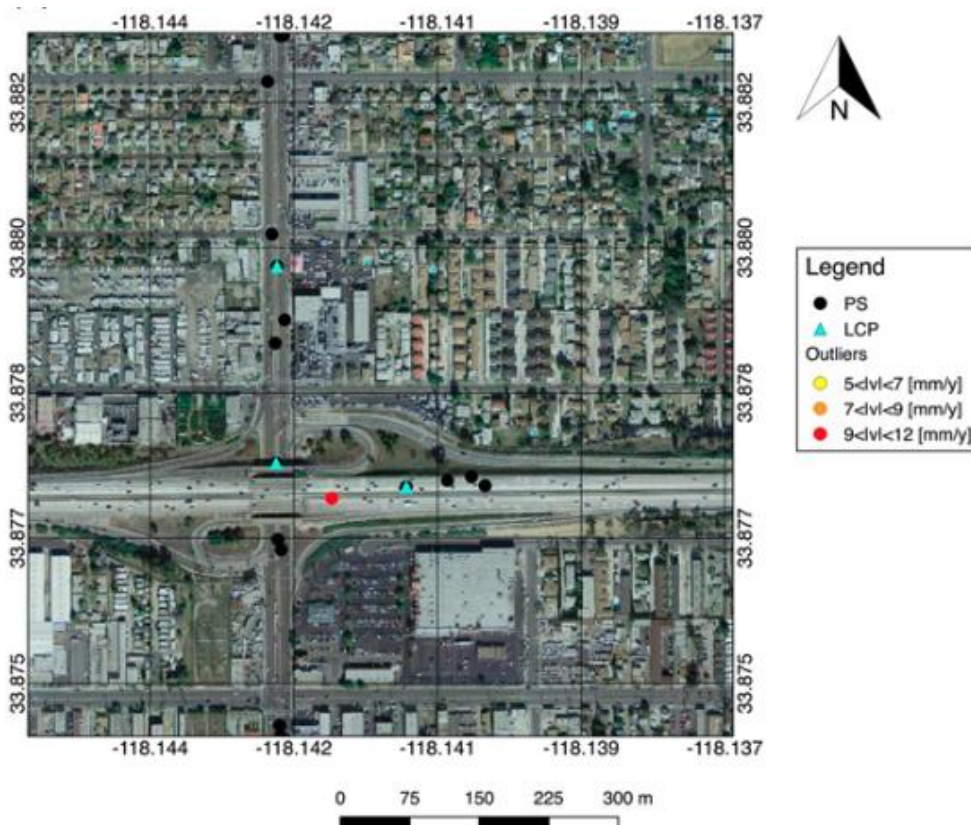 -118.144 -118.142 -118.141 -118.139 -118.137
33.882
33.882
N
33.880
33.880
Legend
PS
LCP
Outliers
5<|v|<7 [mm/y]
7<|v|<9 [mm/y]
9<|v|<12 [mm/y]
33.878
33.878
33.877
33.877
33.875
33.875
-118.144 -118.142 -118.141 -118.139 -118.137
0 75 150 225 300 m